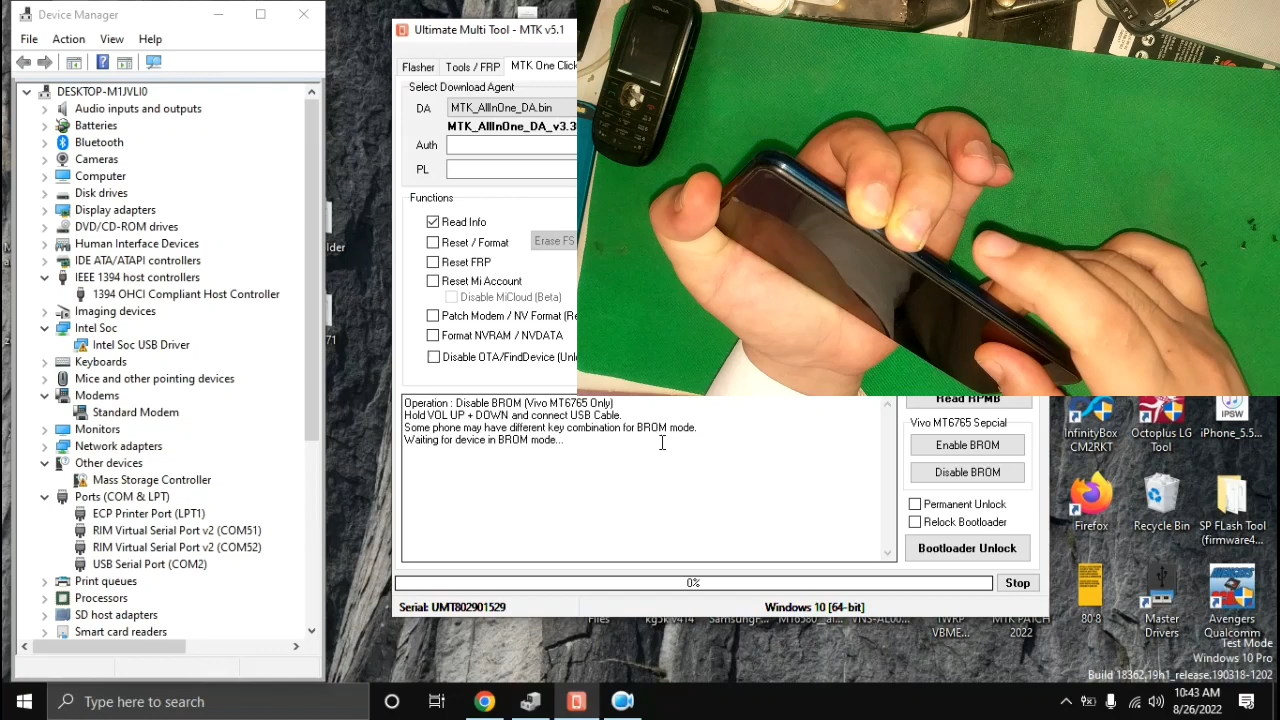 Device Manager
File Action View Help
DESKTOP-M1JVLI0
Audio inputs and outputs
Batteries
Bluetooth
Cameras
Computer
Disk drives
Display adapters
DVD/CD-ROM drives
Human Interface Devices
IDE ATA/ATAPI controllers
IEEE 1394 host controllers
1394 OHCI Compliant Host Controller
Imaging devices
Intel Soc
Intel Soc USB Driver
Keyboards
Mice and other pointing devices
Modems
Standard Modem
Monitors
Network adapters
Other devices
Mass Storage Controller
Ports (COM & LPT)
ECP Printer Port (LPT1)
RIM Virtual Serial Port v2 (COM51)
RIM Virtual Serial Port v2 (COM52)
USB Serial Port (COM2)
Print queues
Processors
SD host adapters
Smart card readers
Ultimate Multi Tool - MTK v5.1
Flasher Tools / FRP MTK One Click
Select Download Agent
DA MTK_AllInOne_DA.bin
MTK_AllInOne_DA_v3.3
Auth
PL
Functions
Read Info
Reset / Format Erase FS
Reset FRP
Reset Mi Account
Disable MiCloud (Beta)
Patch Modem / NV Format (Re
Format NVRAM / NVDATA
Disable OTA/FindDevice (Unl
Operation : Disable BROM (Vivo MT6765 Only)
Hold VOL UP + DOWN and connect USB Cable.
Some phone may have different key combination for BROM mode.
Waiting for device in BROM mode...
Read RPMB
Vivo MT6765 Sepcial
Enable BROM
Disable BROM
Permanent Unlock
Relock Bootloader
Bootloader Unlock
0% Stop
Serial: UMT802901529 Windows 10 [64-bit]
NOKIA
InfinityBox CM2RKT
Octoplus LG Tool
iPhone_5.5...
Firefox
Recycle Bin
SP FLash Tool (firmware4...
80'8
Master Drivers
Avengers Qualcomm
lder
71
Files
TWRP VBME...
MTK PATCH 2022
Test Mode
Windows 10 Pro
Build 18362.19h1_release.190318-1202
Type here to search
10:43 AM
8/26/2022